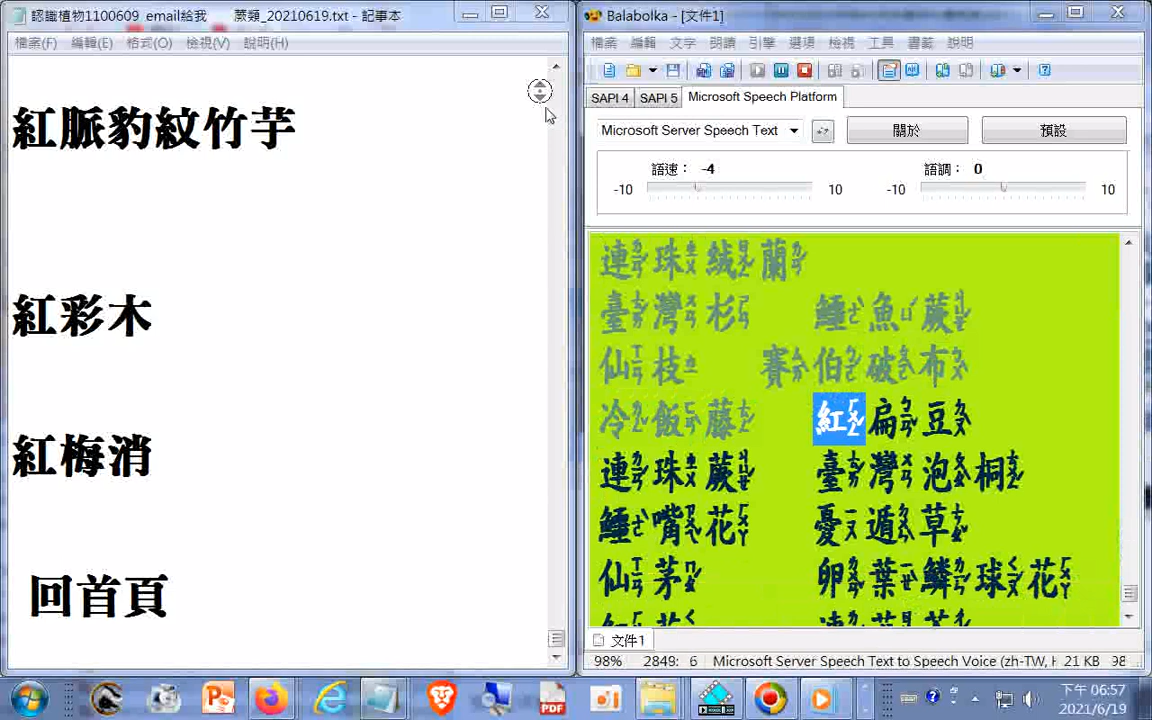 認識植物1100609_email給我 蕨類_20210619.txt - 記事本
檔案(F) 編輯(E) 格式(O) 檢視(V) 說明(H)
紅脈豹紋竹芋
紅彩木
紅梅消
回首頁
Balabolka - [文件1]
檔案 編輯 文字 朗讀 引擎 選項 檢視 工具 書籤 說明
SAPI 4 SAPI 5 Microsoft Speech Platform
Microsoft Server Speech Text 關於 預設
語速： -4 語調： 0
-10 10 -10 10
連珠絨蘭
臺灣杉 鱷魚蕨
仙枝 賽伯破布
冷飯藤 紅扁豆
連珠蕨 臺灣泡桐
鱷嘴花 憂遁草
仙茅 卵葉鱗球花
文件1
98% 2849: 6 Microsoft Server Speech Text to Speech Voice (zh-TW, H 21 KB 98
PDF
下午 06:57
2021/6/19